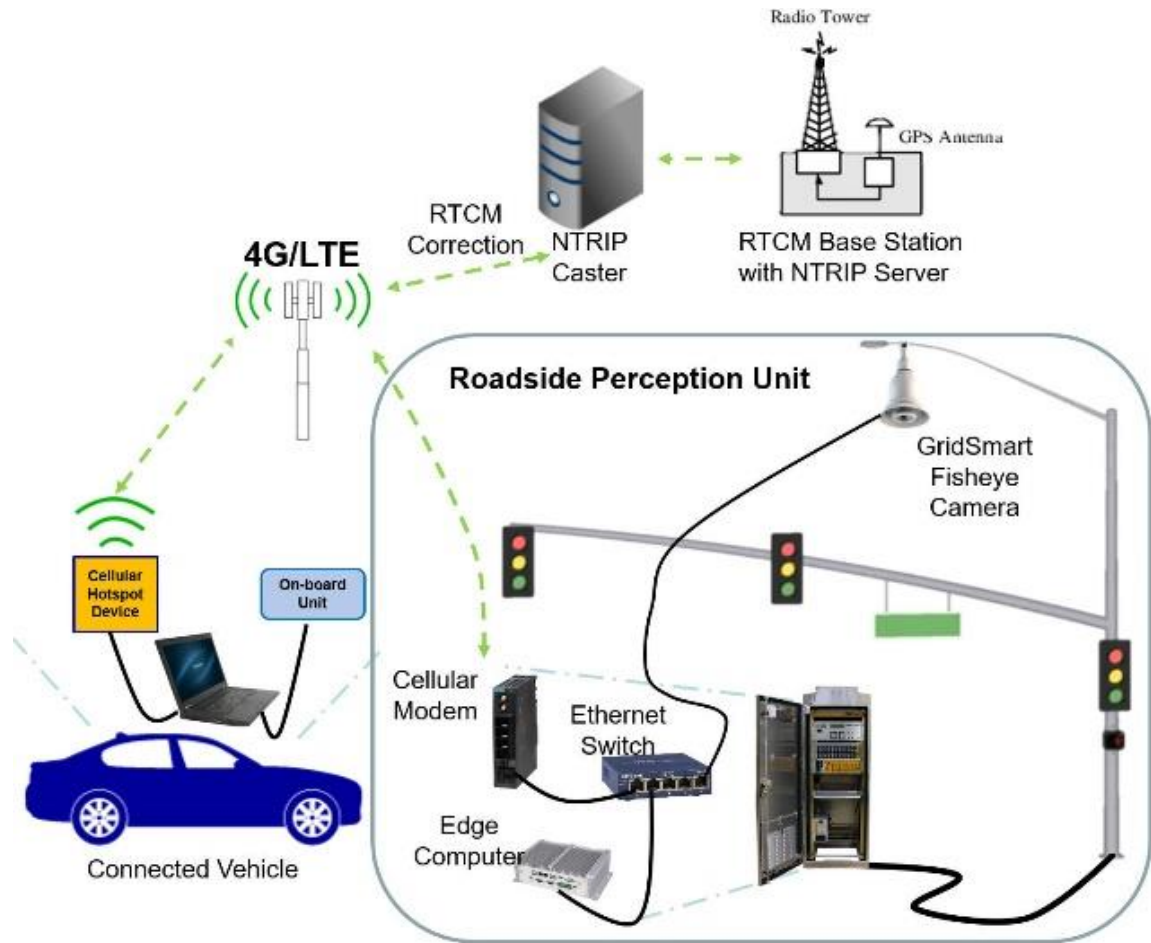 Radio Tower
GPS Antenna
RTCM
Correction
NTRIP
Caster
RTCM Base Station
with NTRIP Server
4G/LTE
Roadside Perception Unit
GridSmart
Fisheye
Camera
Cellular
Hotspot
Device
On-board
Unit
Cellular
Modem
Ethernet
Switch
Edge
Computer
Connected Vehicle